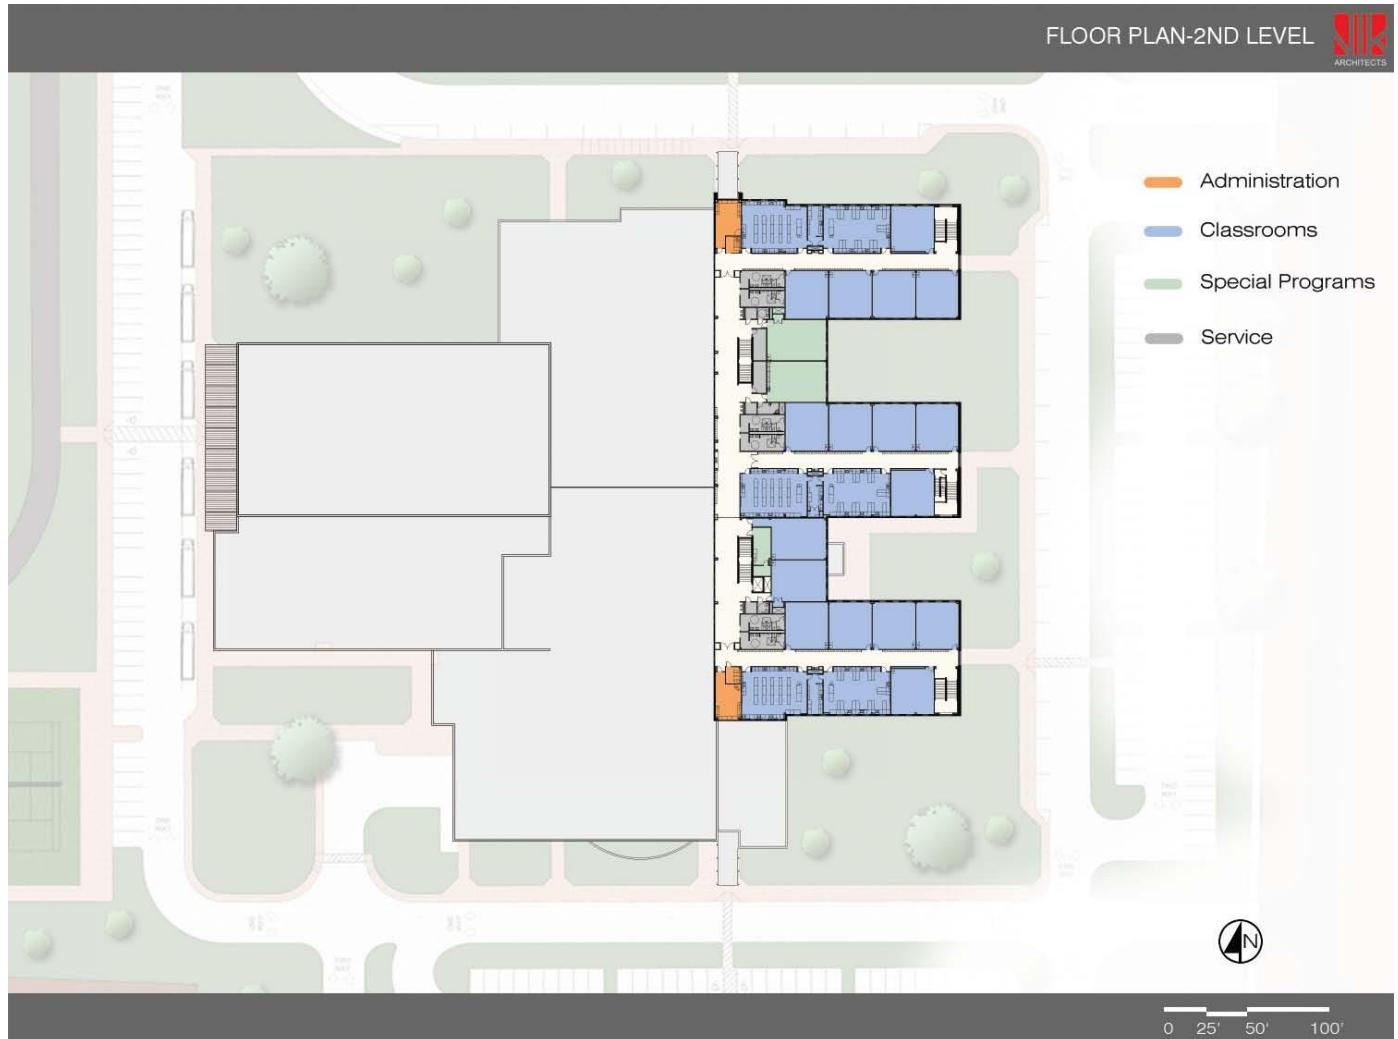 FLOOR PLAN-2ND LEVEL
ARCHITECTS
Administration
Classrooms
Special Programs
Service
N
0 25' 50' 100'